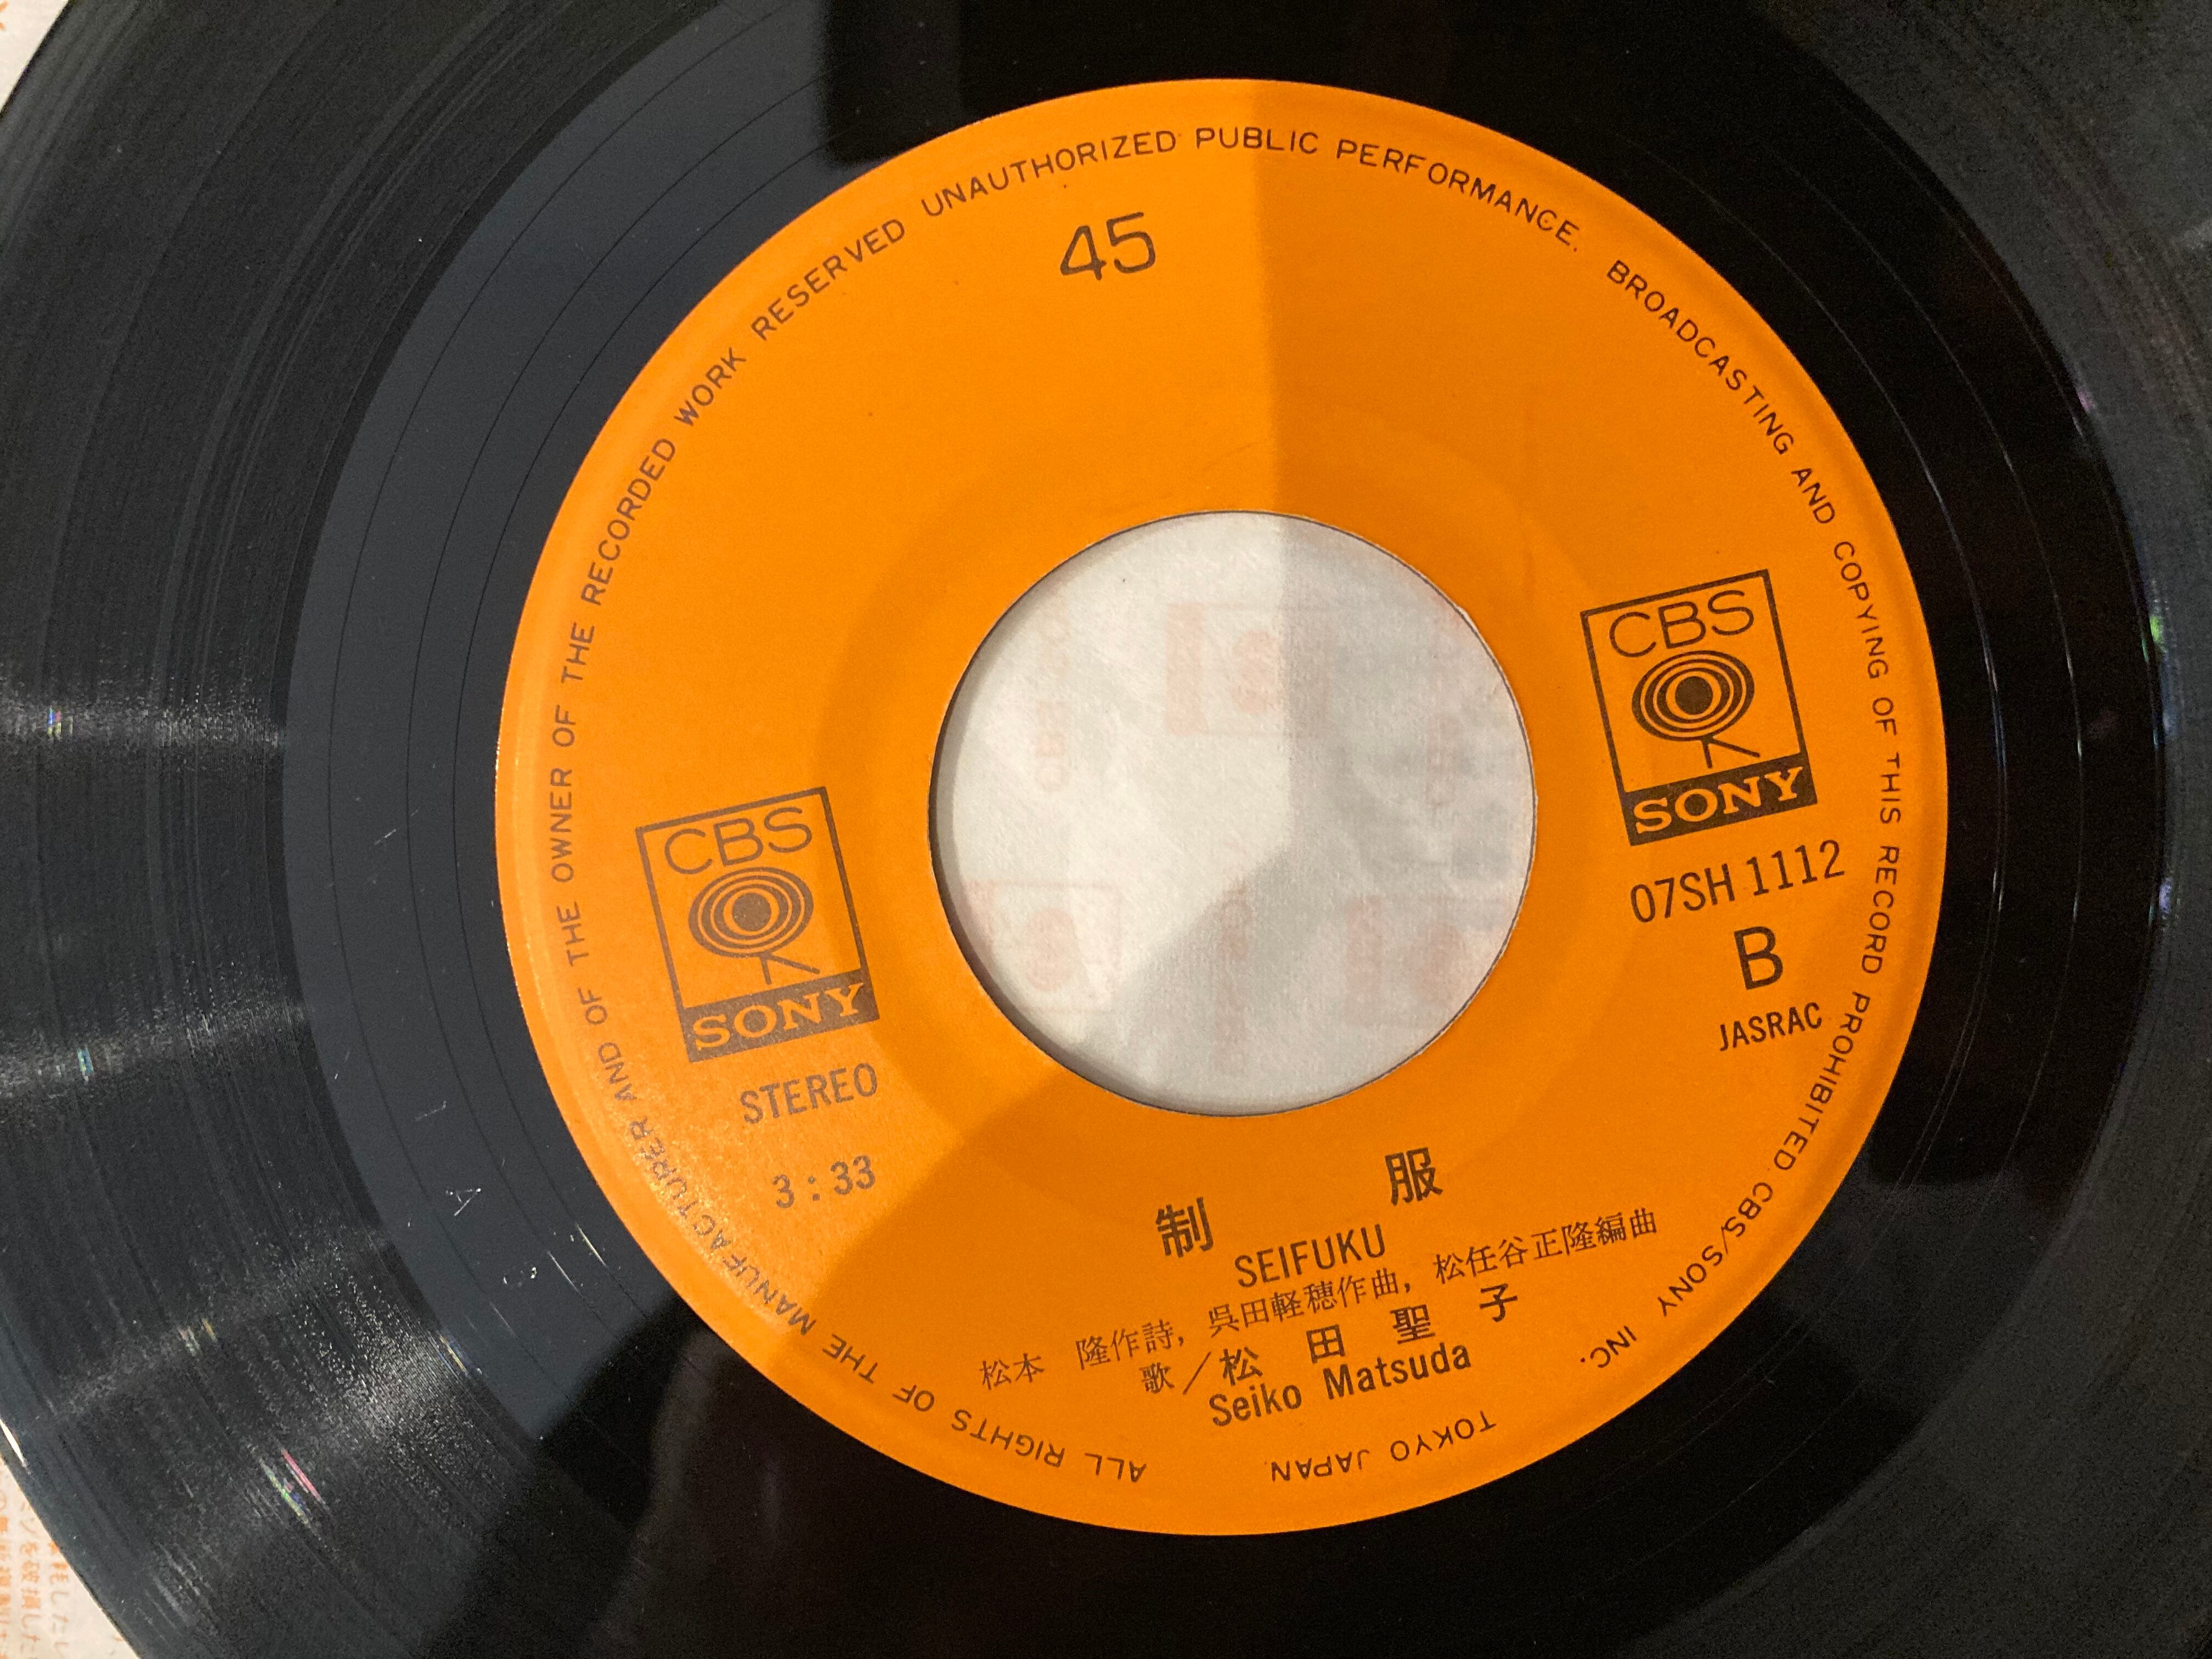 ALL RIGHTS OF THE MANUFACTURER AND OF THE OWNER OF THE RECORDED WORK RESERVED UNAUTHORIZED PUBLIC PERFORMANCE. BROADCASTING AND COPYING OF THIS RECORD PROHIBITED. CBS/SONY INC. TOKYO JAPAN
45
CBS
SONY
07SH 1112
B
JASRAC
CBS
SONY
STEREO
3:33
制服
SEIFUKU
松本 隆作詩, 呉田軽穂作曲, 松任谷正隆編曲
歌/松田聖子
Seiko Matsuda